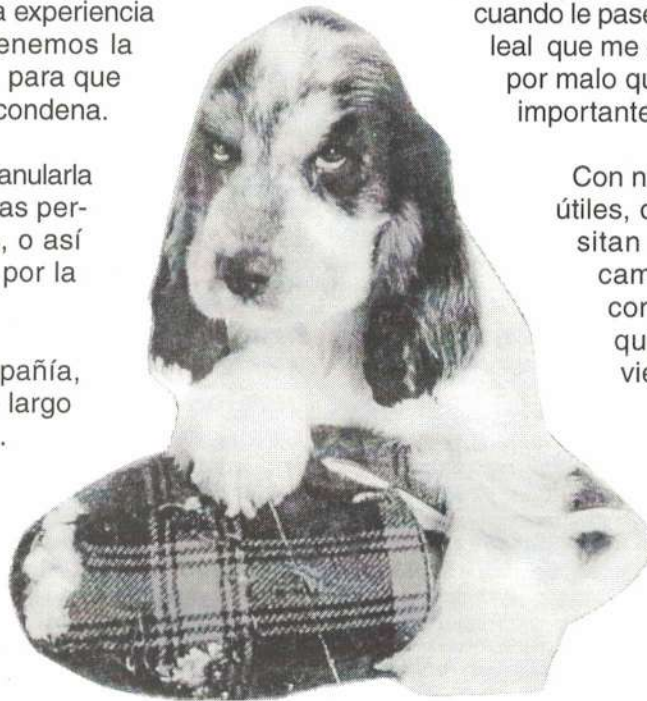 a experiencia
enemos la
para que
condena.
anularla
as per-
, o así
por la
pañía,
largo
.
cuando le pase
leal que me
por malo qu
importante
Con n
útiles,
sitan
cam
con
qu
vie